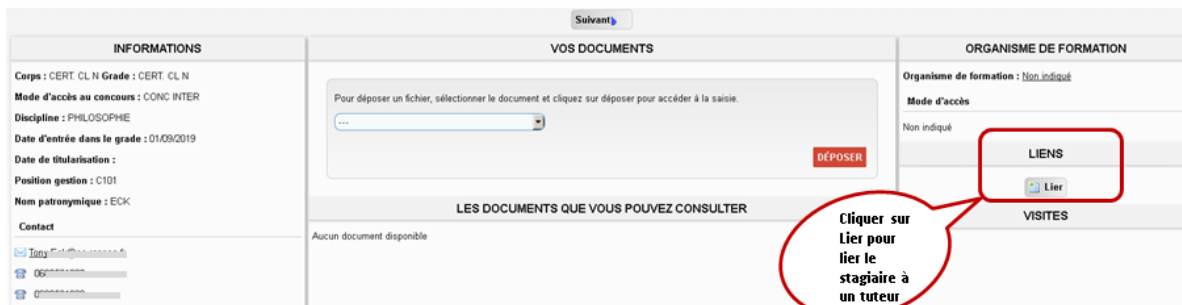 Suivant
INFORMATIONS
Corps : CERT. CL N Grade : CERT. CL N
Mode d'accès au concours : CONC INTER
Discipline : PHILOSOPHIE
Date d'entrée dans le grade : 01/09/2019
Date de titularisation :
Position gestion : C101
Nom patronymique : ECK
Contact
Tony
VOS DOCUMENTS
Pour déposer un fichier, sélectionner le document et cliquez sur déposer pour accéder à la saisie.
---
DÉPOSER
LES DOCUMENTS QUE VOUS POUVEZ CONSULTER
Aucun document disponible
ORGANISME DE FORMATION
Organisme de formation : Non indiqué
Mode d'accès
Non indiqué
LIENS
Lier
VISITES
Cliquer sur
Lier pour
lier le
stagiaire à
un tuteur